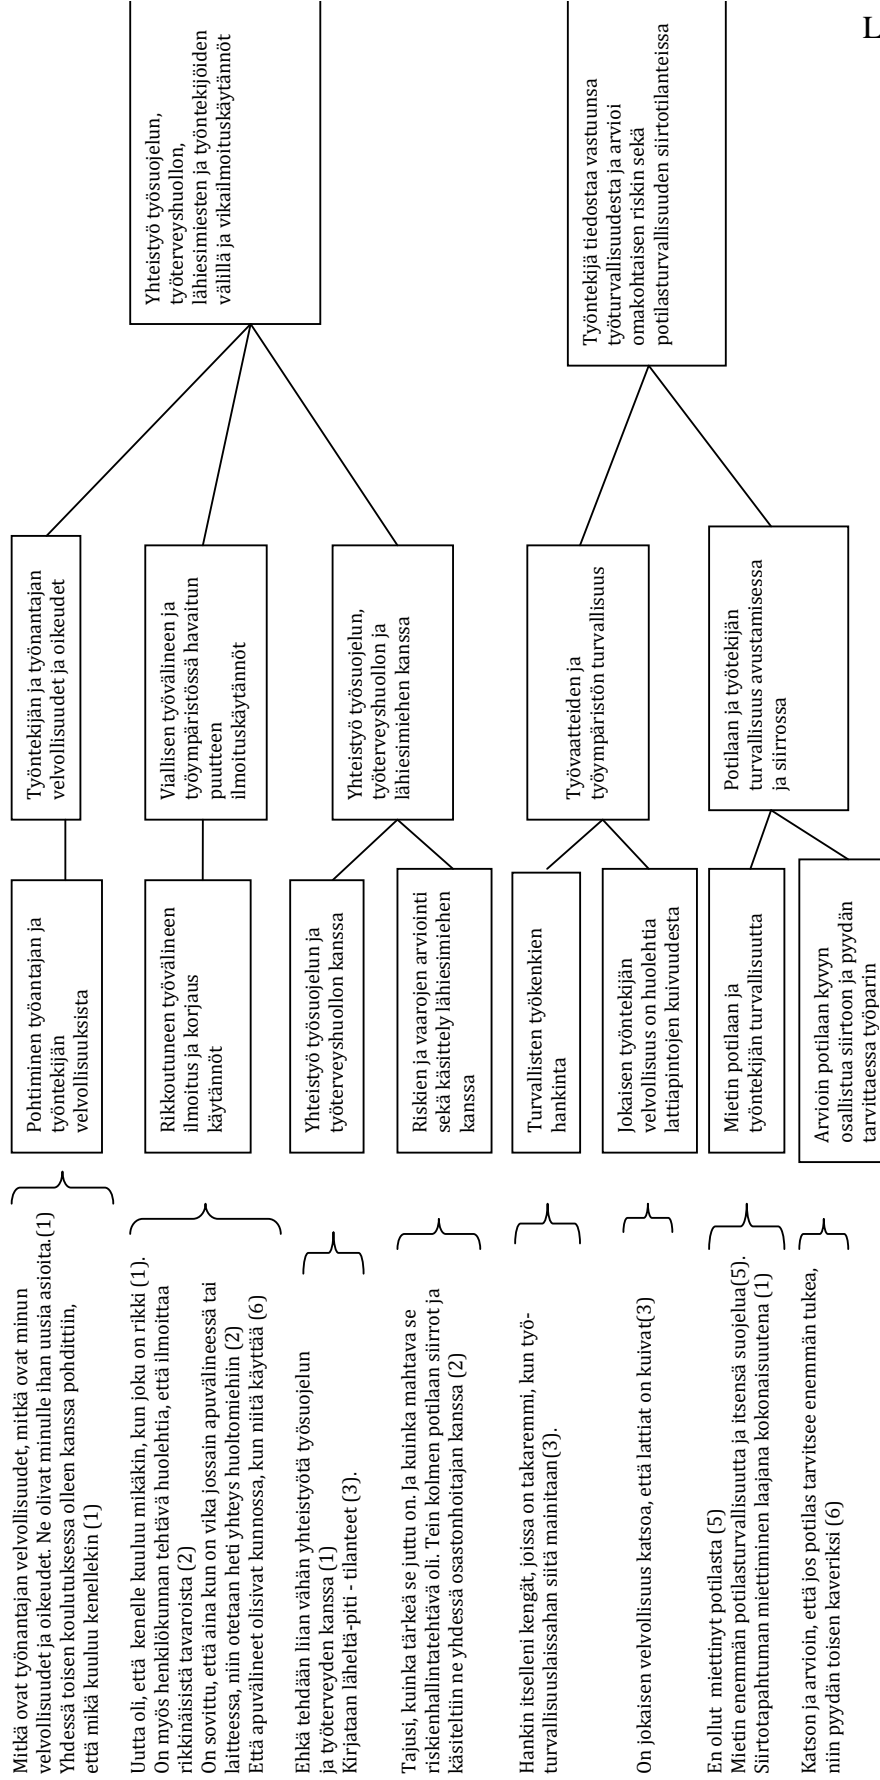 L
Mitkä ovat työnantajan velvollisuudet, mitkä ovat minun
velvollisuudet ja oikeudet. Ne olivat minulle ihan uusia asioita.(1)
Yhdessä toisen koulutuksessa olleen kanssa pohdittiin,
että mikä kuuluu kenellekin (1)
Uutta oli, että kenelle kuuluu mikäkin, kun joku on rikki (1).
On myös henkilökunnan tehtävä huolehtia, että ilmoittaa
rikkinäisistä tavaroista (2)
On sovittu, että aina kun on vika jossain apuvälineessä tai
laitteessa, niin otetaan heti yhteys huoltomiehiin (2)
Että apuvälineet olisivat kunnossa, kun niitä käyttää (6)
Ehkä tehdään liian vähän yhteistyötä työsuojelun
ja työterveyden kanssa (1)
Kirjataan läheltä-piti - tilanteet (3).
Tajusi, kuinka tärkeä se juttu on. Ja kuinka mahtava se
riskienhallintatehtävä oli. Tein kolmen potilaan siirrot ja
käsiteltiin ne yhdessä osastonhoitajan kanssa (2)
Hankin itselleni kengät, joissa on takaremmi, kun työ-
turvallisuuslaissahan siitä mainitaan(3).
On jokaisen velvollisuus katsoa, että lattiat on kuivat(3)
En ollut miettinyt potilasta (5)
Mietin enemmän potilasturvallisuutta ja itsensä suojelua(5).
Siirtotapahtuman miettiminen laajana kokonaisuutena (1)
Katson ja arvioin, että jos potilas tarvitsee enemmän tukea,
niin pyydän toisen kaveriksi (6)
Pohtiminen työantajan ja
työntekijän
velvollisuuksista
Rikkoutuneen työvälineen
ilmoitus ja korjaus
käytännöt
Yhteistyö työsuojelun ja
työterveyshuollon kanssa
Riskien ja vaarojen arviointi
sekä käsittely lähiesimiehen
kanssa
Turvallisten työkenkien
hankinta
Jokaisen työntekijän
velvollisuus on huolehtia
lattiapintojen kuivuudesta
Mietin potilaan ja
työntekijän turvallisuutta
Arvioin potilaan kyvyn
osallistua siirtoon ja pyydän
tarvittaessa työparin
Työntekijän ja työnantajan
velvollisuudet ja oikeudet
Viallisen työvälineen ja
työympäristössä havaitun
puutteen
ilmoituskäytännöt
Yhteistyö työsuojelun,
työterveyshuollon ja
lähiesimiehen kanssa
Työvaatteiden ja
työympäristön turvallisuus
Potilaan ja työtekijän
turvallisuus avustamisessa
ja siirrossa
Yhteistyö työsuojelun,
työterveyshuollon,
lähiesimiesten ja työntekijöiden
välillä ja vikailmoituskäytännöt
Työntekijä tiedostaa vastuunsa
työturvallisuudesta ja arvioi
omakohtaisen riskin sekä
potilasturvallisuuden siirtotilanteissa